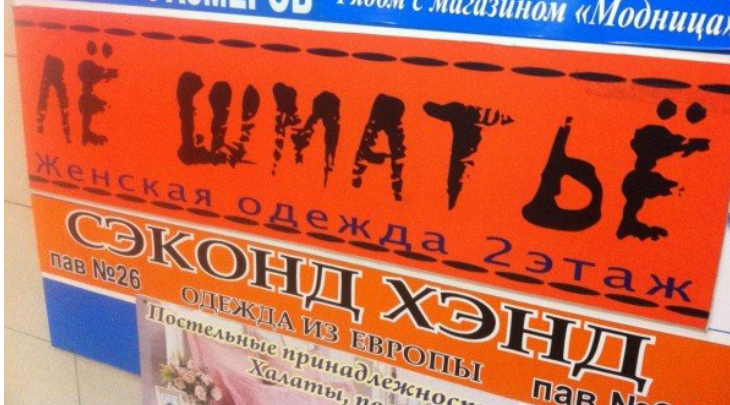 РАЗМЕРОВ
Рядом с магазином «Модница»
ЛЁ ШМАТЬЁ
Женская одежда 2этаж
СЭКОНД ХЭНД
пав №26
ОДЕЖДА ИЗ ЕВРОПЫ
пав
Постельные принадлежности
Халаты,